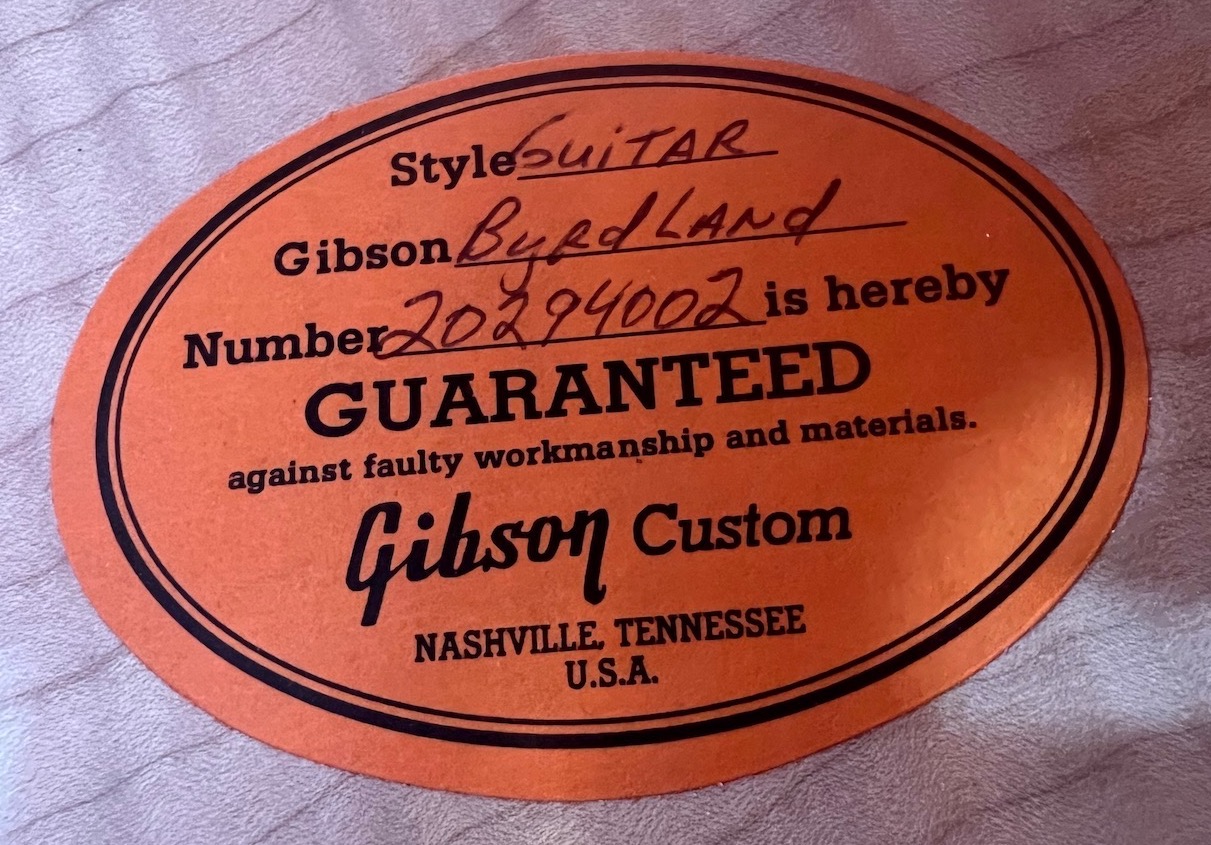 Style Guitar
Gibson Byrdland
Number 20294002 is hereby
GUARANTEED
against faulty workmanship and materials.
Gibson Custom
NASHVILLE, TENNESSEE
U.S.A.